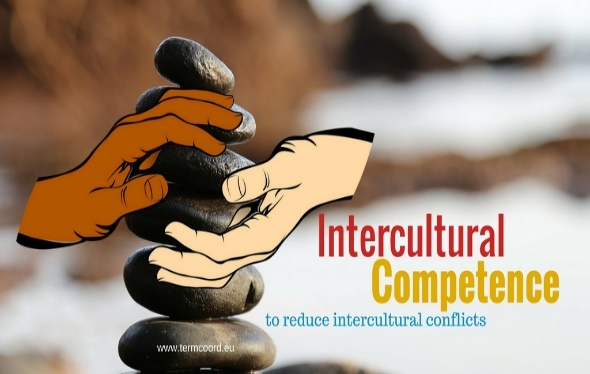 Intercultural
Competence
to reduce intercultural conflicts
www.termcoord.eu